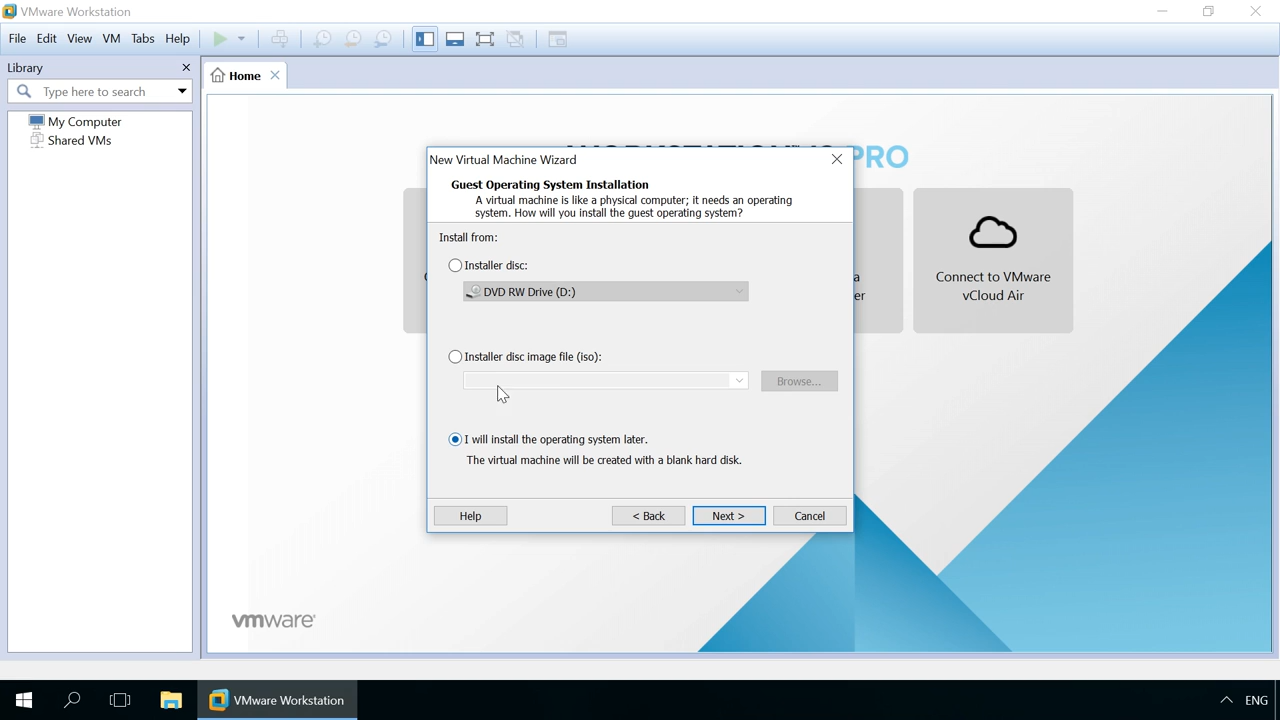 VMware Workstation
File Edit View VM Tabs Help
Library
Type here to search
My Computer
Shared VMs
Home
PRO
New Virtual Machine Wizard
Guest Operating System Installation
A virtual machine is like a physical computer; it needs an operating
system. How will you install the guest operating system?
Install from:
Installer disc:
DVD RW Drive (D:)
Installer disc image file (iso):
Browse...
I will install the operating system later.
The virtual machine will be created with a blank hard disk.
Help
< Back
Next >
Cancel
a
er
Connect to VMware
vCloud Air
vmware
VMware Workstation
ENG